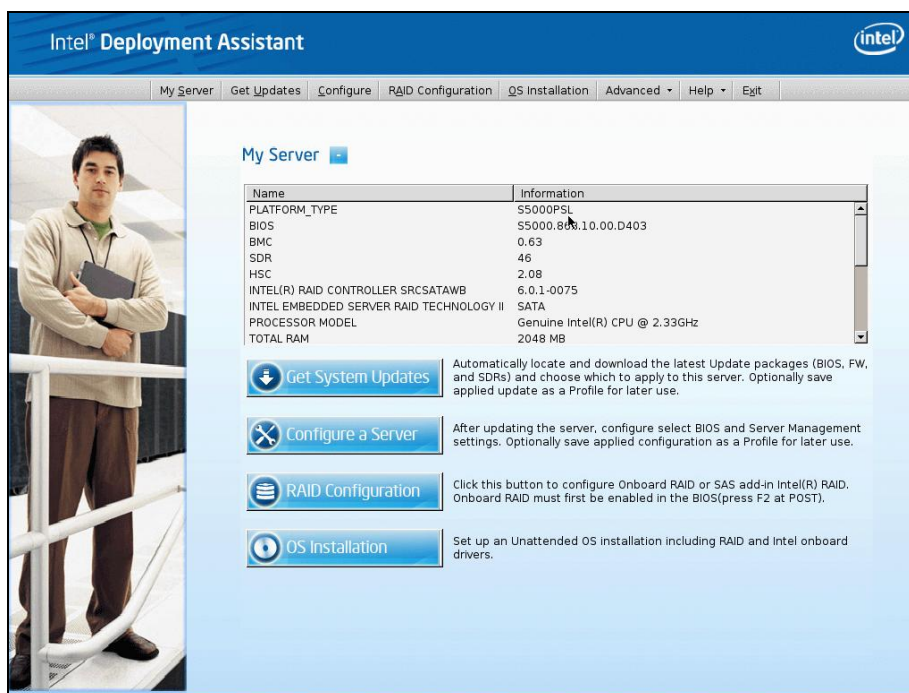 Intel® Deployment Assistant
intel
My Server
Get Updates
Configure
RAID Configuration
OS Installation
Advanced
Help
Exit
My Server
Name Information
PLATFORM_TYPE S5000PSL
BIOS S5000.86B.10.00.D403
BMC 0.63
SDR 46
HSC 2.08
INTEL(R) RAID CONTROLLER SRCSATAWB 6.0.1-0075
INTEL EMBEDDED SERVER RAID TECHNOLOGY II SATA
PROCESSOR MODEL Genuine Intel(R) CPU @ 2.33GHz
TOTAL RAM 2048 MB
Get System Updates
Automatically locate and download the latest Update packages (BIOS, FW,
and SDRs) and choose which to apply to this server. Optionally save
applied update as a Profile for later use.
Configure a Server
After updating the server, configure select BIOS and Server Management
settings. Optionally save applied configuration as a Profile for later use.
RAID Configuration
Click this button to configure Onboard RAID or SAS add-in Intel(R) RAID.
Onboard RAID must first be enabled in the BIOS(press F2 at POST).
OS Installation
Set up an Unattended OS installation including RAID and Intel onboard
drivers.